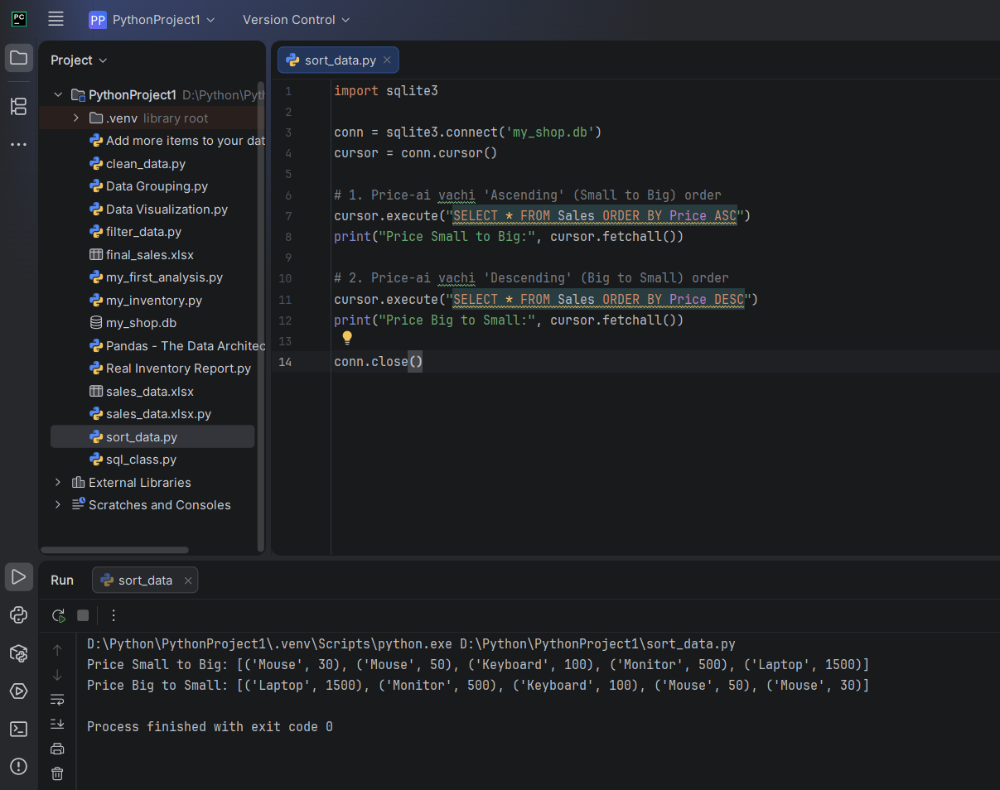 PC
PP PythonProject1 Version Control
Project
PythonProject1 D:\Python\Pyth
.venv library root
Add more items to your dat
clean_data.py
Data Grouping.py
Data Visualization.py
filter_data.py
final_sales.xlsx
my_first_analysis.py
my_inventory.py
my_shop.db
Pandas - The Data Architec
Real Inventory Report.py
sales_data.xlsx
sales_data.xlsx.py
sort_data.py
sql_class.py
External Libraries
Scratches and Consoles
sort_data.py
1 import sqlite3
2
3 conn = sqlite3.connect('my_shop.db')
4 cursor = conn.cursor()
5
6 # 1. Price-ai vachi 'Ascending' (Small to Big) order
7 cursor.execute("SELECT * FROM Sales ORDER BY Price ASC")
8 print("Price Small to Big:", cursor.fetchall())
9
10 # 2. Price-ai vachi 'Descending' (Big to Small) order
11 cursor.execute("SELECT * FROM Sales ORDER BY Price DESC")
12 print("Price Big to Small:", cursor.fetchall())
13
14 conn.close()
Run sort_data
D:\Python\PythonProject1\.venv\Scripts\python.exe D:\Python\PythonProject1\sort_data.py
Price Small to Big: [('Mouse', 30), ('Mouse', 50), ('Keyboard', 100), ('Monitor', 500), ('Laptop', 1500)]
Price Big to Small: [('Laptop', 1500), ('Monitor', 500), ('Keyboard', 100), ('Mouse', 50), ('Mouse', 30)]
Process finished with exit code 0